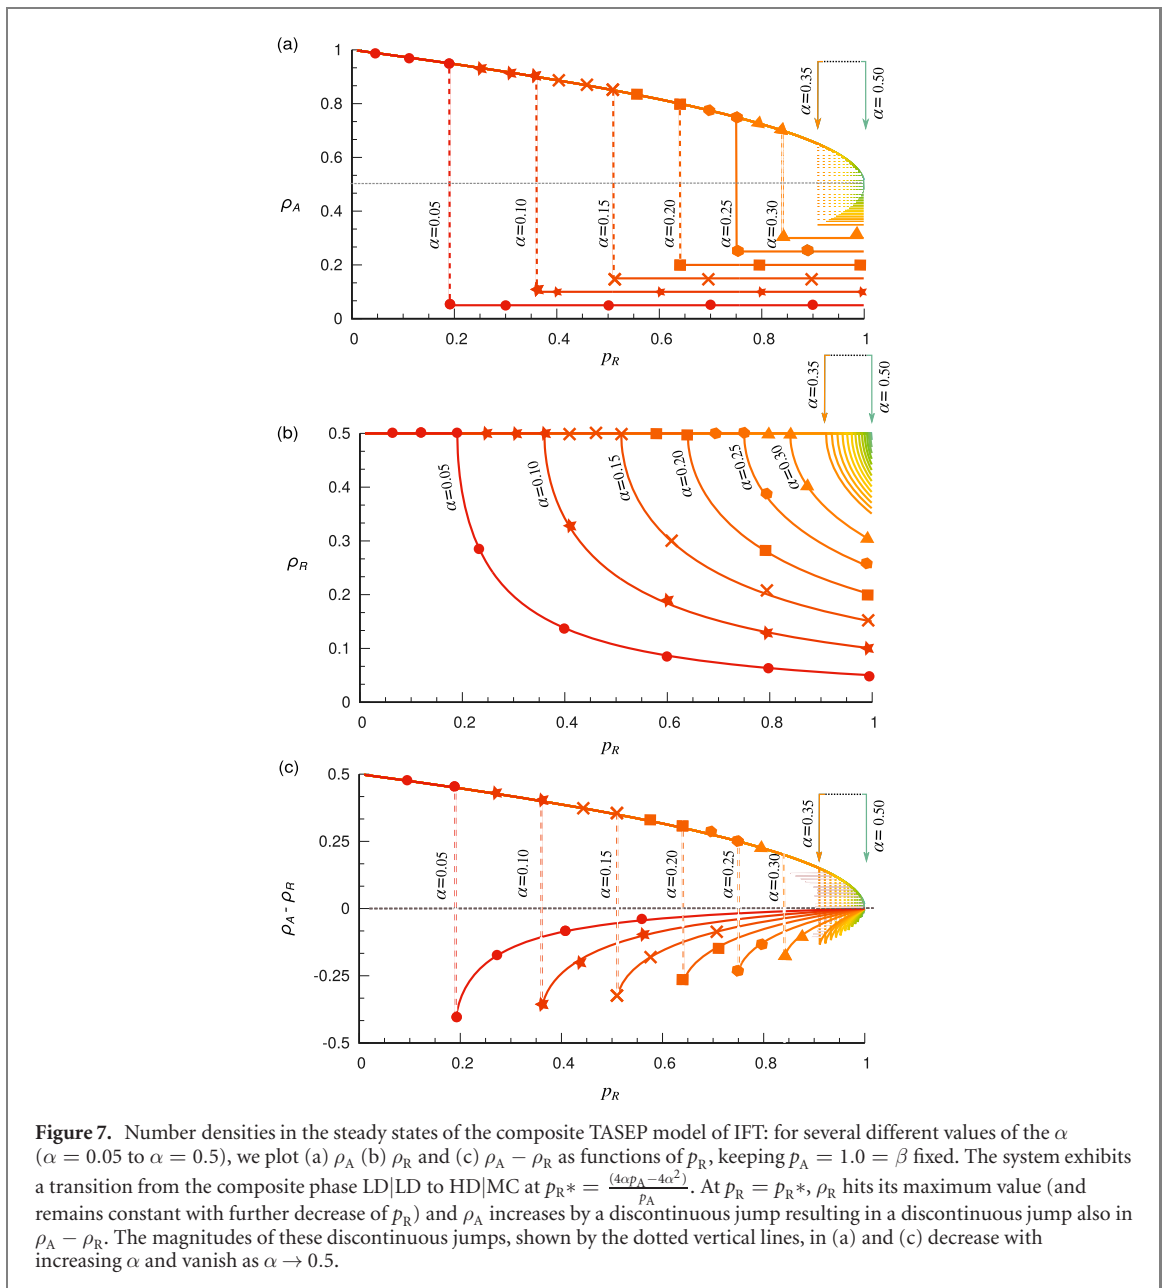 (a)
1
0.8
0.6
0.4
0.2
0
ρA
α=0.05
α=0.10
α=0.15
α=0.20
α=0.25
α=0.30
α=0.35
α= 0.50
0 0.2 0.4 0.6 0.8 1
pR
(b)
0.5
0.4
0.3
0.2
0.1
0
ρR
α=0.05
α=0.10
α=0.15
α=0.20
α=0.25
α=0.30
α=0.35
α= 0.50
0 0.2 0.4 0.6 0.8 1
pR
(c)
0.5
0.25
0
-0.25
-0.5
ρA - ρR
α=0.05
α=0.10
α=0.15
α=0.20
α=0.25
α=0.30
α=0.35
α= 0.50
0 0.2 0.4 0.6 0.8 1
pR
Figure 7. Number densities in the steady states of the composite TASEP model of IFT: for several different values of the α
(α = 0.05 to α = 0.5), we plot (a) ρA (b) ρR and (c) ρA − ρR as functions of pR, keeping pA = 1.0 = β fixed. The system exhibits
a transition from the composite phase LD|LD to HD|MC at pR* = (4αpA−4α²)/pA. At pR = pR*, ρR hits its maximum value (and
remains constant with further decrease of pR) and ρA increases by a discontinuous jump resulting in a discontinuous jump also in
ρA − ρR. The magnitudes of these discontinuous jumps, shown by the dotted vertical lines, in (a) and (c) decrease with
increasing α and vanish as α → 0.5.